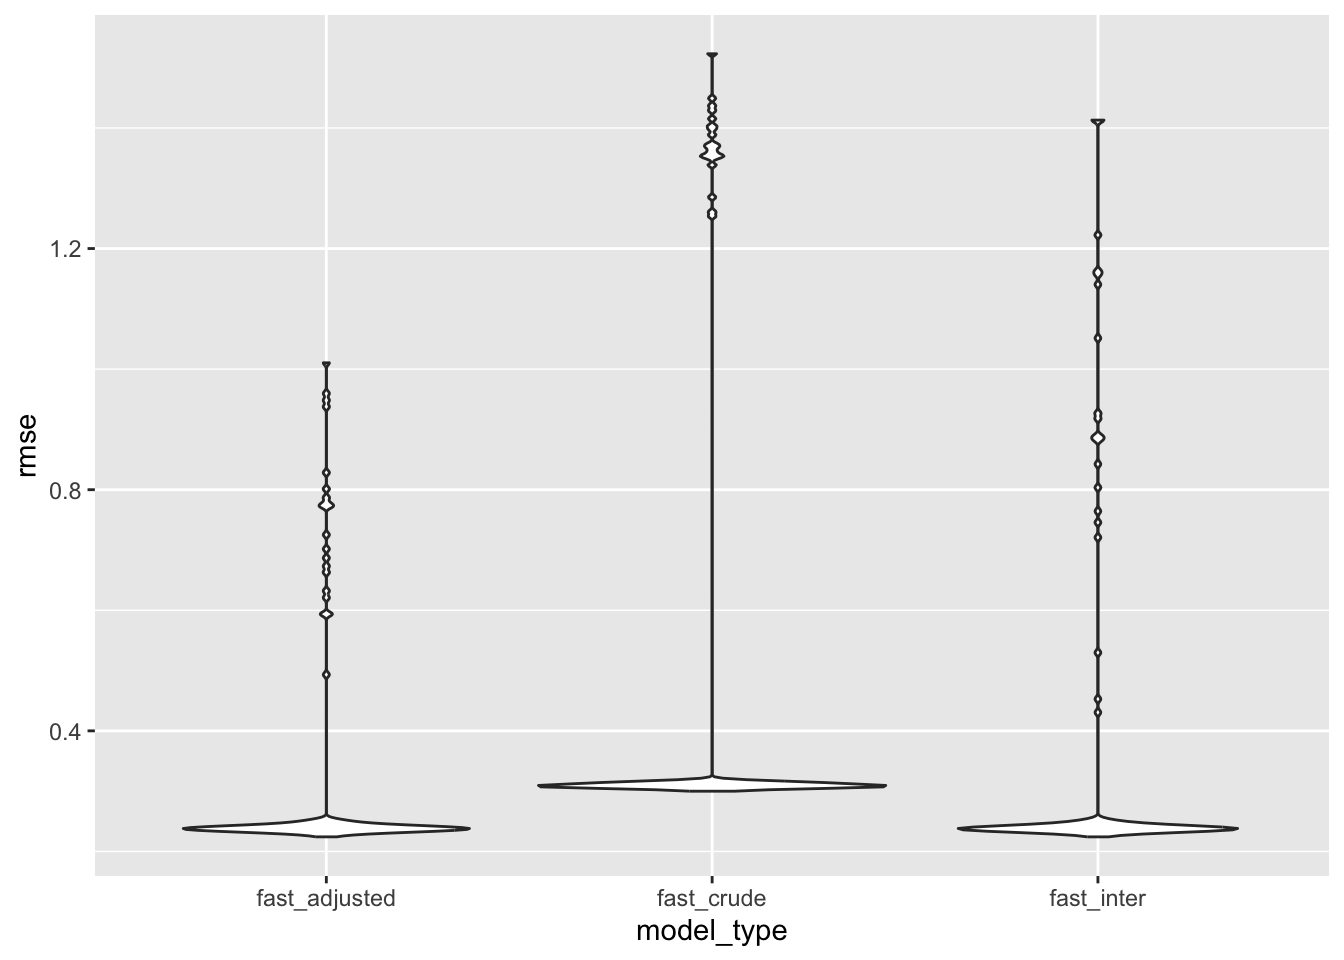 1.2
0.8
0.4
rmse
fast_adjusted
fast_crude
fast_inter
model_type